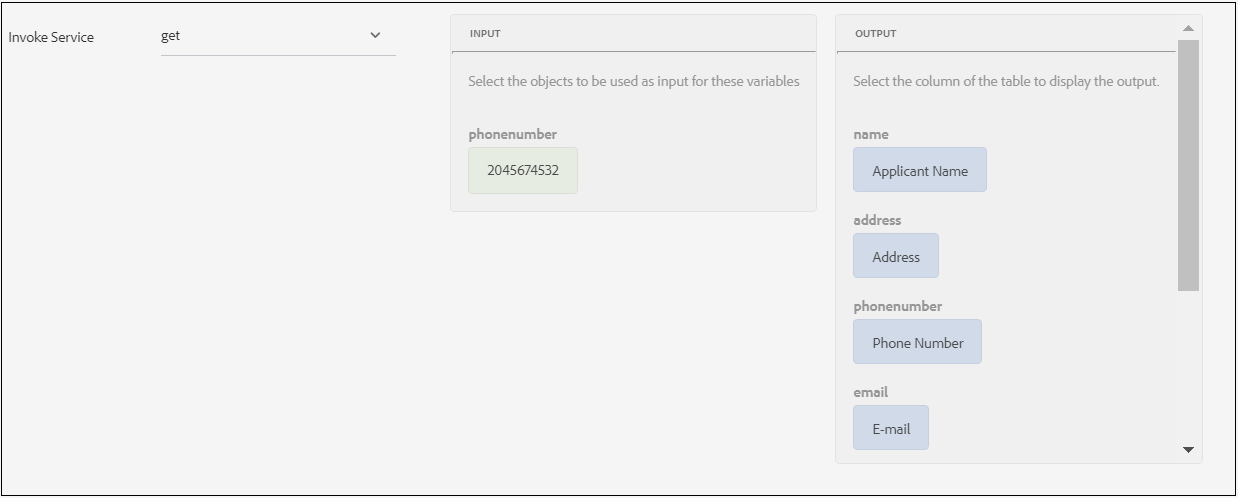 Invoke Service
get
INPUT
Select the objects to be used as input for these variables
phonenumber
2045674532
OUTPUT
Select the column of the table to display the output.
name
Applicant Name
address
Address
phonenumber
Phone Number
email
E-mail